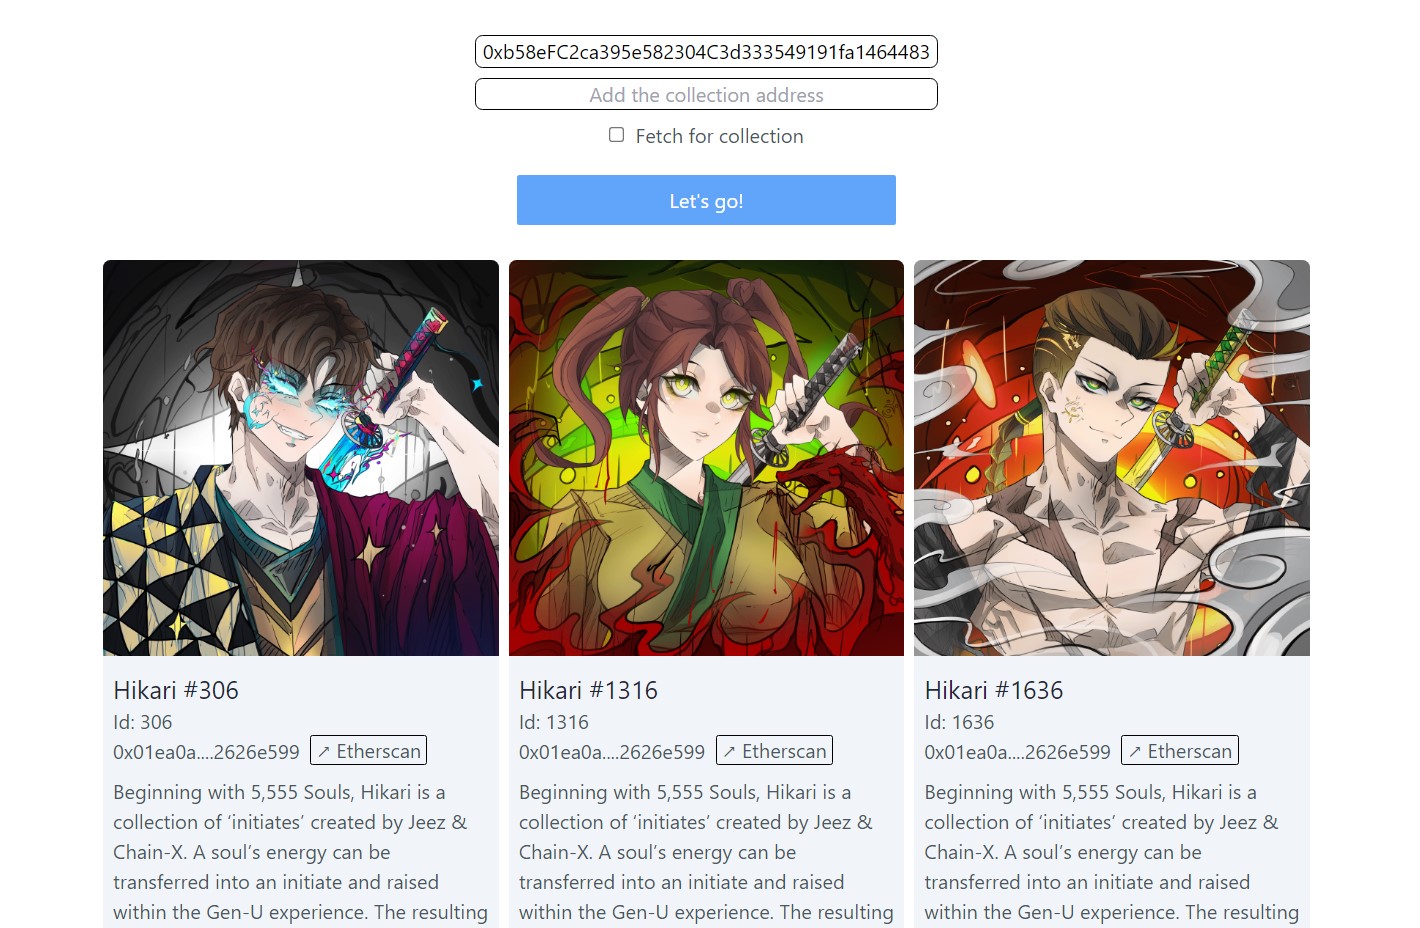 0xb58eFC2ca395e582304C3d333549191fa1464483
Add the collection address
Fetch for collection
Let's go!
Hikari #306
Id: 306
0x01ea0a....2626e599 ↗ Etherscan
Beginning with 5,555 Souls, Hikari is a
collection of ‘initiates’ created by Jeez &
Chain-X. A soul’s energy can be
transferred into an initiate and raised
within the Gen-U experience. The resulting
Hikari #1316
Id: 1316
0x01ea0a....2626e599 ↗ Etherscan
Beginning with 5,555 Souls, Hikari is a
collection of ‘initiates’ created by Jeez &
Chain-X. A soul’s energy can be
transferred into an initiate and raised
within the Gen-U experience. The resulting
Hikari #1636
Id: 1636
0x01ea0a....2626e599 ↗ Etherscan
Beginning with 5,555 Souls, Hikari is a
collection of ‘initiates’ created by Jeez &
Chain-X. A soul’s energy can be
transferred into an initiate and raised
within the Gen-U experience. The resulting